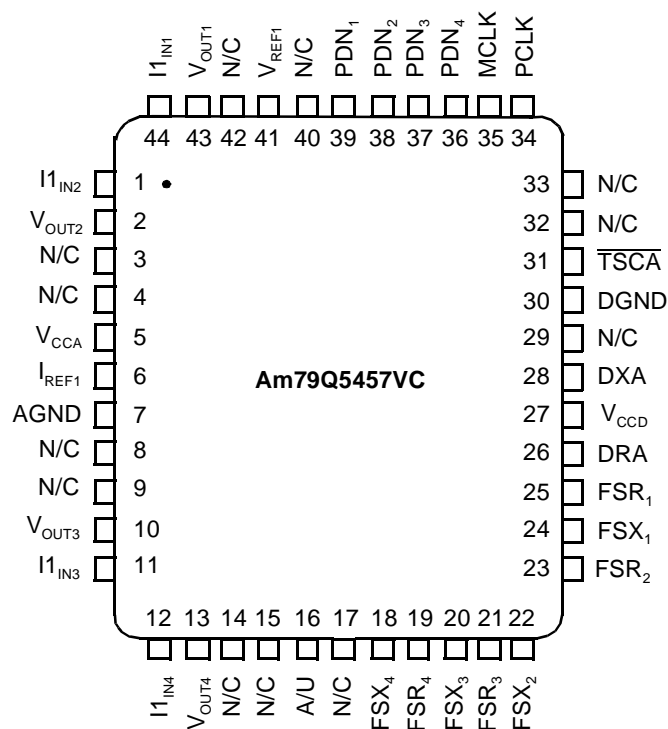 I1IN1 VOUT1 N/C VREF1 N/C PDN1 PDN2 PDN3 PDN4 MCLK PCLK
44 43 42 41 40 39 38 37 36 35 34
I1IN2 1 33 N/C
VOUT2 2 32 N/C
N/C 3 31 TSCA
N/C 4 30 DGND
VCCA 5 29 N/C
IREF1 6 Am79Q5457VC 28 DXA
AGND 7 27 VCCD
N/C 8 26 DRA
N/C 9 25 FSR1
VOUT3 10 24 FSX1
I1IN3 11 23 FSR2
12 13 14 15 16 17 18 19 20 21 22
I1IN4 VOUT4 N/C N/C A/U N/C FSX4 FSR4 FSX3 FSR3 FSX2